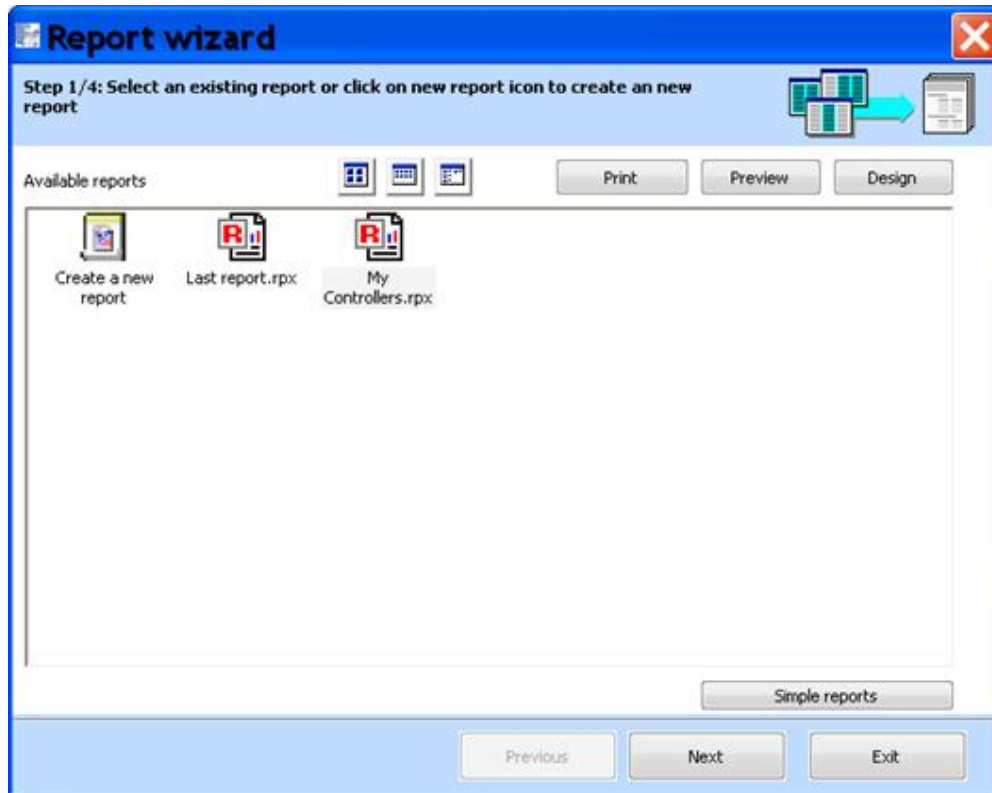 Report wizard
Step 1/4: Select an existing report or click on new report icon to create an new
report
Available reports
Print
Preview
Design
Create a new
report
Last report.rpx
My
Controllers.rpx
Simple reports
Previous
Next
Exit